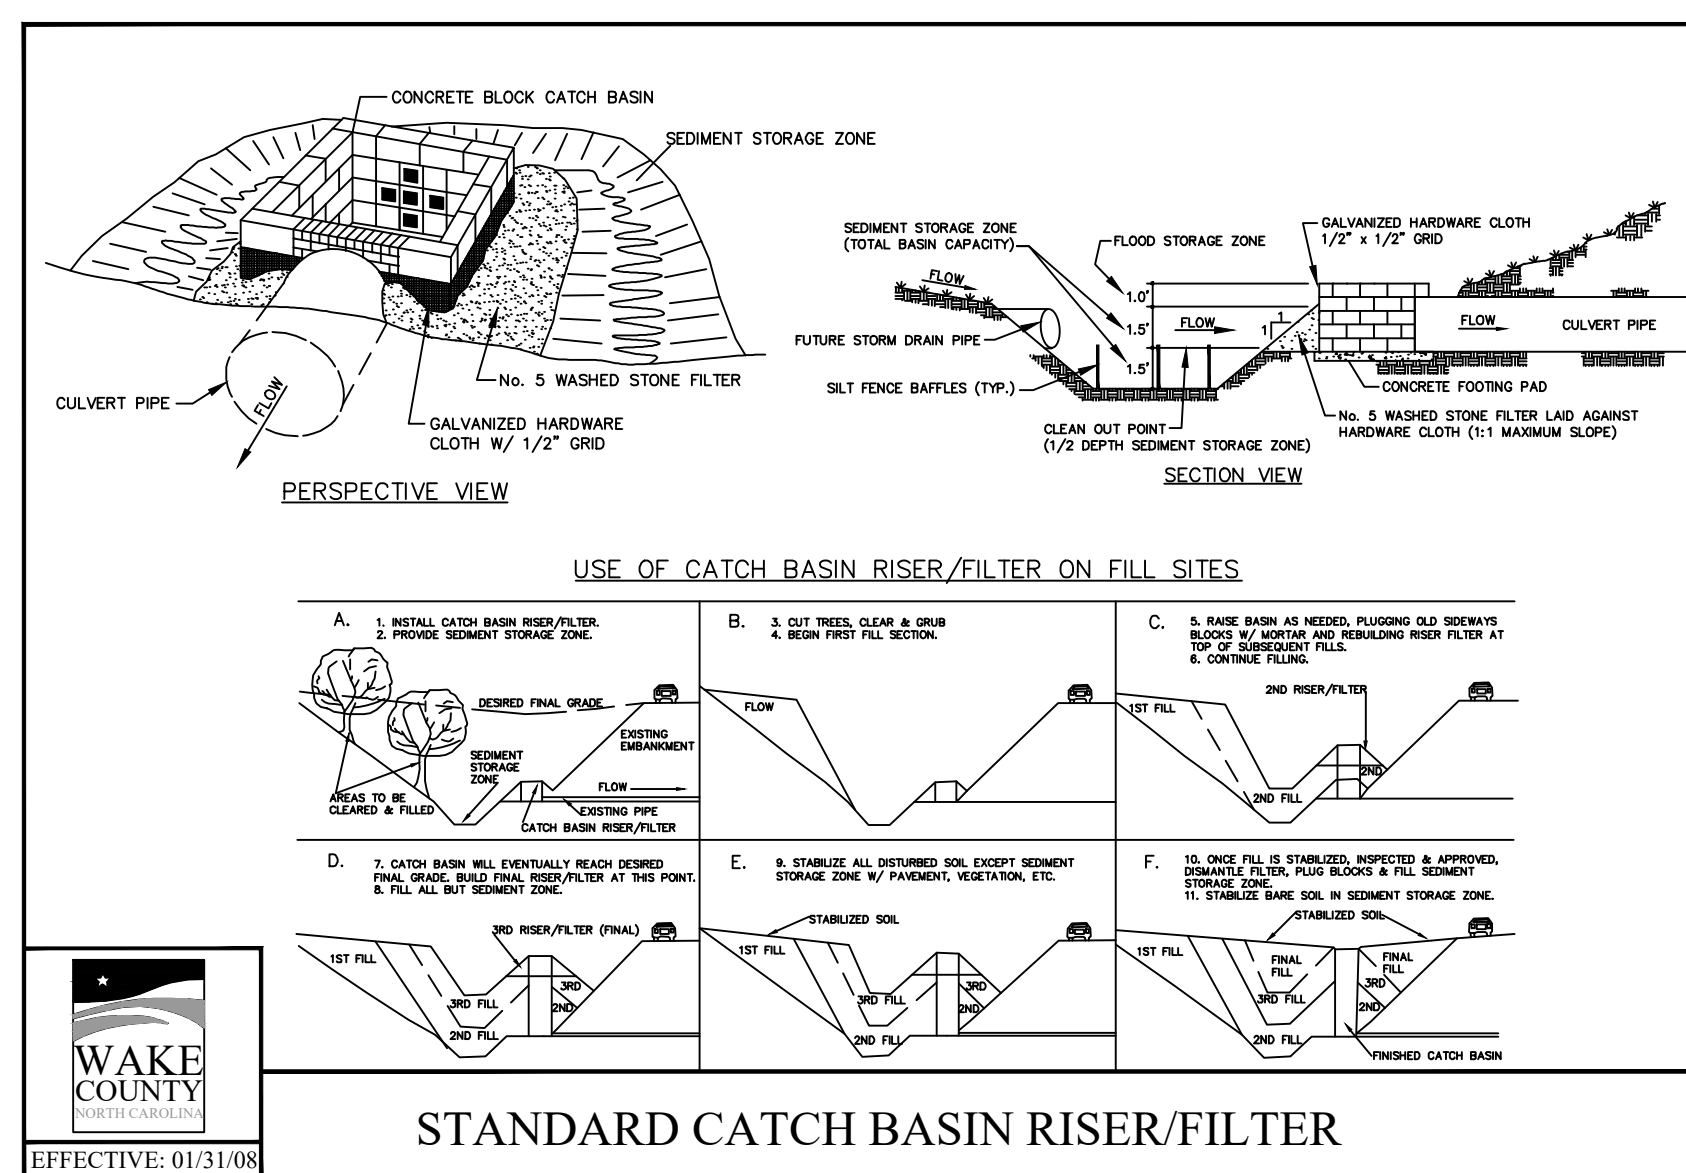 CONCRETE BLOCK CATCH BASIN
SEDIMENT STORAGE ZONE
No. 5 WASHED STONE FILTER
CULVERT PIPE
FLOW
GALVANIZED HARDWARE
CLOTH W/ 1/2" GRID
PERSPECTIVE VIEW
SEDIMENT STORAGE ZONE
(TOTAL BASIN CAPACITY)
FLOOD STORAGE ZONE
GALVANIZED HARDWARE CLOTH
1/2" x 1/2" GRID
FLOW
1.0'
1.5'
1.5'
FLOW
1
1
FLOW
CULVERT PIPE
FUTURE STORM DRAIN PIPE
SILT FENCE BAFFLES (TYP.)
CONCRETE FOOTING PAD
CLEAN OUT POINT
(1/2 DEPTH SEDIMENT STORAGE ZONE)
No. 5 WASHED STONE FILTER LAID AGAINST
HARDWARE CLOTH (1:1 MAXIMUM SLOPE)
SECTION VIEW
USE OF CATCH BASIN RISER/FILTER ON FILL SITES
A.
1. INSTALL CATCH BASIN RISER/FILTER.
2. PROVIDE SEDIMENT STORAGE ZONE.
DESIRED FINAL GRADE
EXISTING
EMBANKMENT
SEDIMENT
STORAGE
ZONE
FLOW
AREAS TO BE
CLEARED & FILLED
EXISTING PIPE
CATCH BASIN RISER/FILTER
B.
3. CUT TREES, CLEAR & GRUB
4. BEGIN FIRST FILL SECTION.
FLOW
C.
5. RAISE BASIN AS NEEDED, PLUGGING OLD SIDEWAYS
BLOCKS W/ MORTAR AND REBUILDING RISER FILTER AT
TOP OF SUBSEQUENT FILLS.
6. CONTINUE FILLING.
2ND RISER/FILTER
1ST FILL
2ND
2ND FILL
D.
7. CATCH BASIN WILL EVENTUALLY REACH DESIRED
FINAL GRADE. BUILD FINAL RISER/FILTER AT THIS POINT.
8. FILL ALL BUT SEDIMENT ZONE.
3RD RISER/FILTER (FINAL)
1ST FILL
3RD
3RD FILL
2ND
2ND FILL
E.
9. STABILIZE ALL DISTURBED SOIL EXCEPT SEDIMENT
STORAGE ZONE W/ PAVEMENT, VEGETATION, ETC.
STABILIZED SOIL
1ST FILL
3RD
3RD FILL
2ND
2ND FILL
F.
10. ONCE FILL IS STABILIZED, INSPECTED & APPROVED,
DISMANTLE FILTER, PLUG BLOCKS & FILL SEDIMENT
STORAGE ZONE.
11. STABILIZE BARE SOIL IN SEDIMENT STORAGE ZONE.
STABILIZED SOIL
1ST FILL
FINAL
FILL
FINAL
FILL
3RD
3RD FILL
2ND
2ND FILL
FINISHED CATCH BASIN
WAKE
COUNTY
NORTH CAROLINA
EFFECTIVE: 01/31/08
STANDARD CATCH BASIN RISER/FILTER